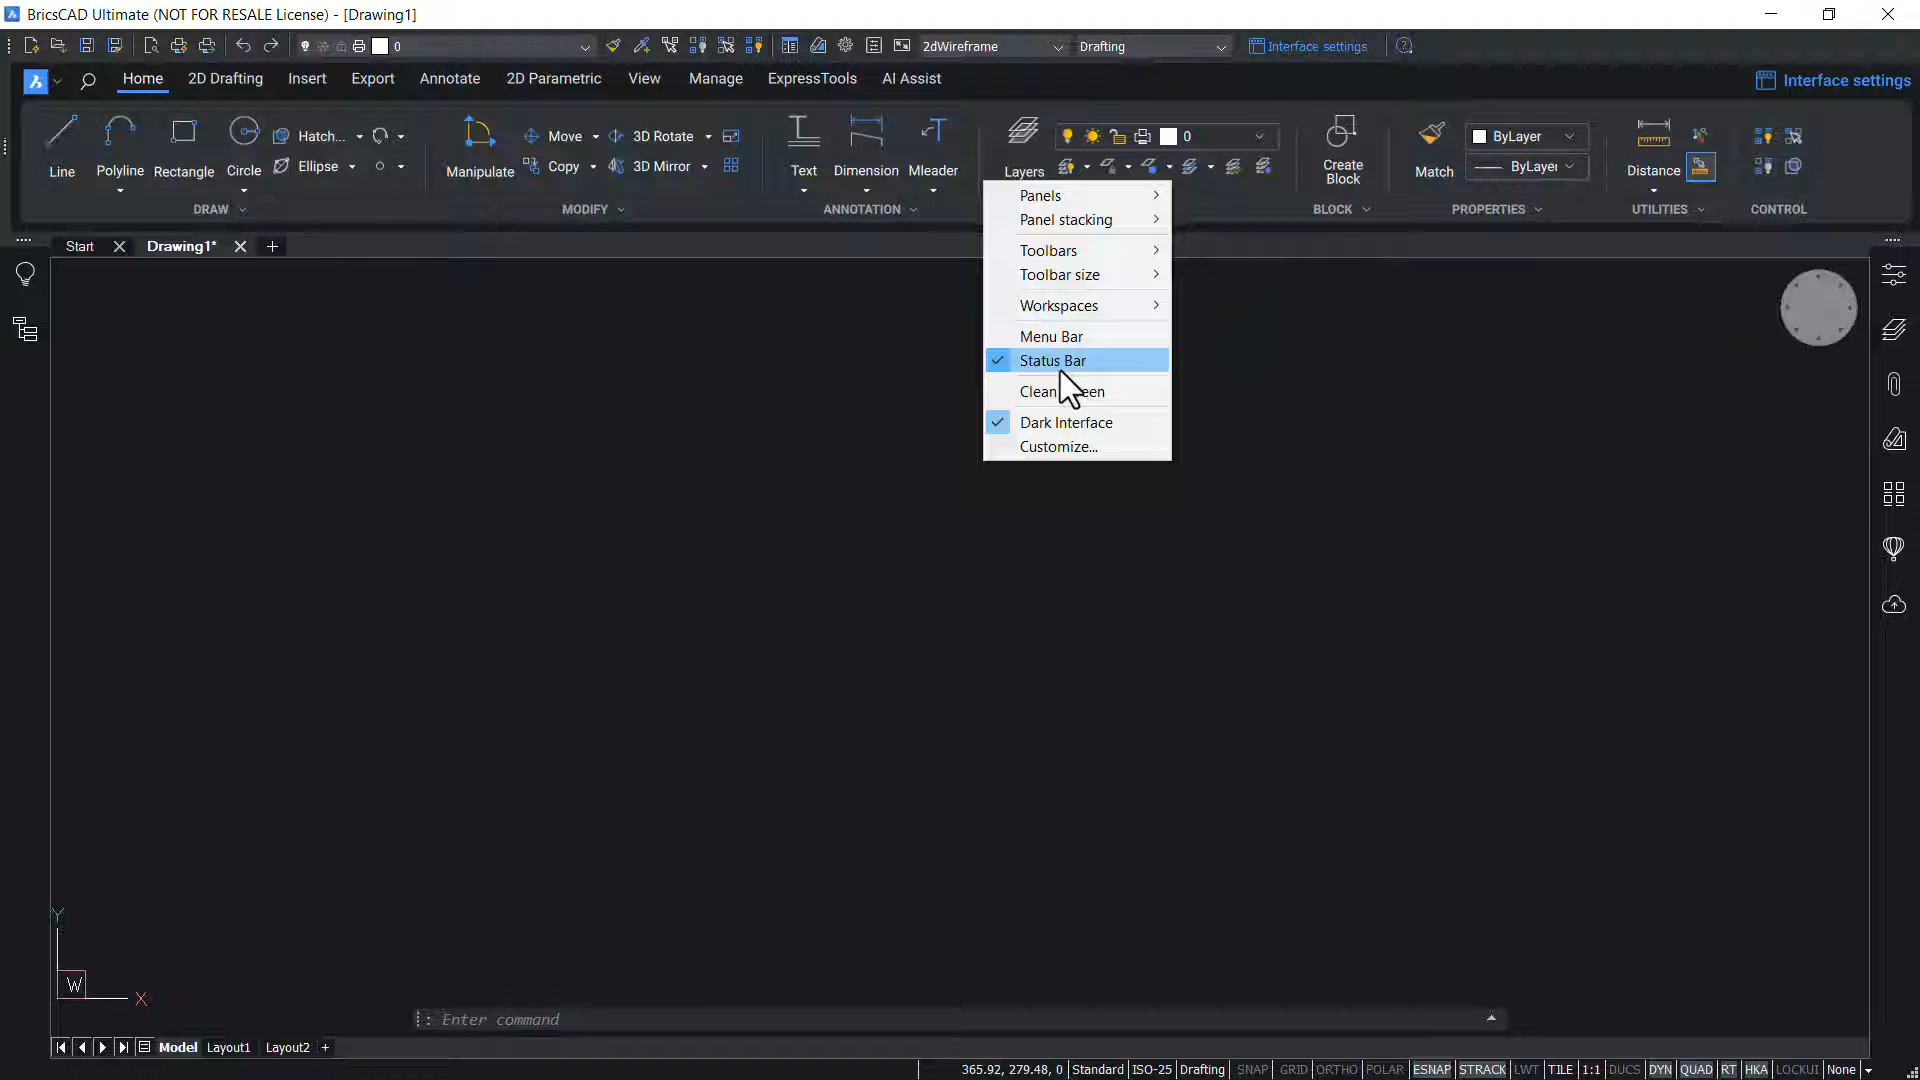 BricsCAD Ultimate (NOT FOR RESALE License) - [Drawing1]
0
2dWireframe
Drafting
Interface settings
Home
2D Drafting
Insert
Export
Annotate
2D Parametric
View
Manage
ExpressTools
AI Assist
Interface settings
Line
Polyline
Rectangle
Circle
Hatch...
Ellipse
DRAW
Manipulate
Move
Copy
3D Rotate
3D Mirror
MODIFY
Text
Dimension
Mleader
ANNOTATION
Layers
0
Create
Block
BLOCK
Match
ByLayer
ByLayer
PROPERTIES
Distance
UTILITIES
CONTROL
Start
Drawing1*
Panels
Panel stacking
Toolbars
Toolbar size
Workspaces
Menu Bar
Status Bar
Clean een
Dark Interface
Customize...
Y
W
X
: Enter command
Model
Layout1
Layout2
+
365.92, 279.48, 0
Standard
ISO-25
Drafting
SNAP
GRID
ORTHO
POLAR
ESNAP
STRACK
LWT
TILE
1:1
DUCS
DYN
QUAD
RT
HKA
LOCKUI
None